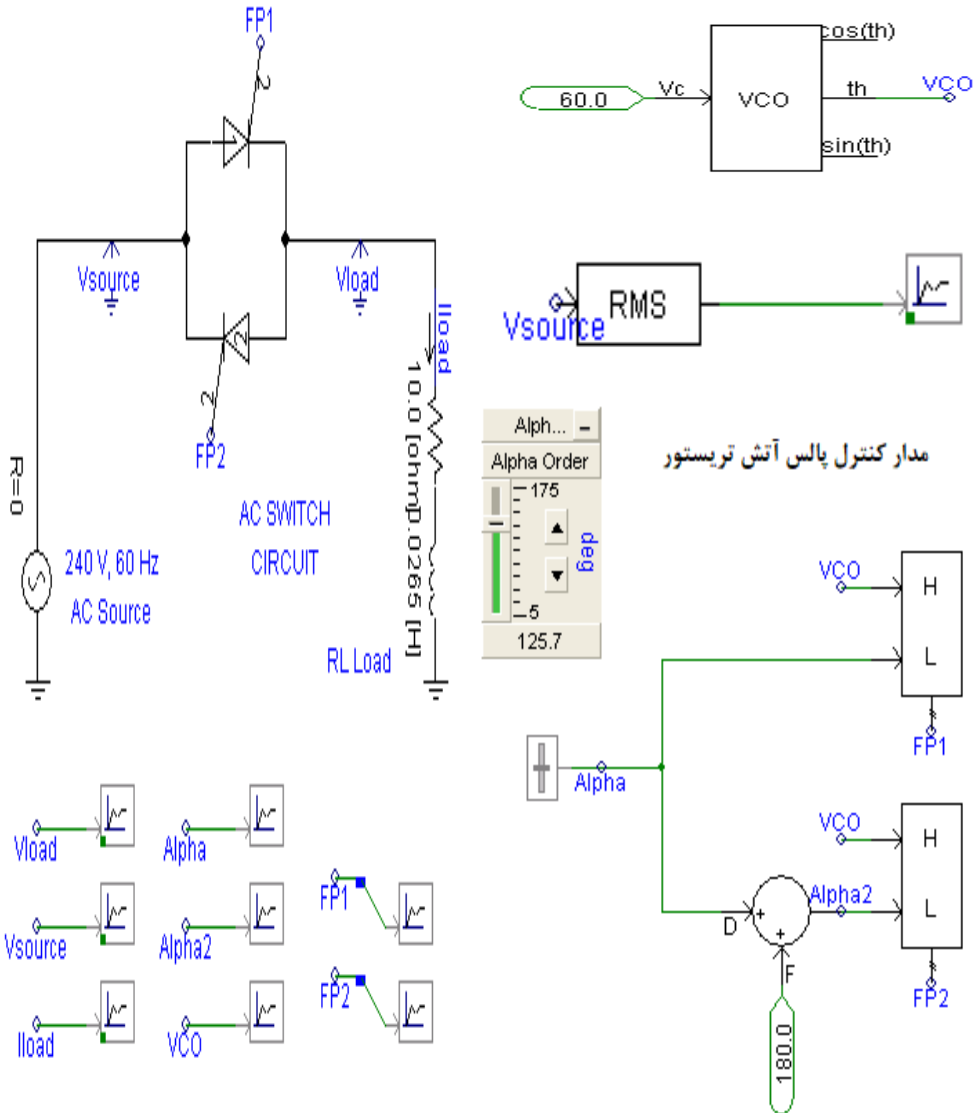 FP1
2
1
Vsource
Vload
2
2
FP2
R=0
240 V, 60 Hz
AC Source
AC SWITCH
CIRCUIT
Iload
10.0 [ohm]
0.0265 [H]
RL Load
60.0
Vc
VCO
cos(th)
th
sin(th)
VCO
Vsource
RMS
Alph...
Alpha Order
175
5
deg
125.7
مدار کنترل پالس آتش تریستور
VCO
H
L
FP1
Alpha
VCO
H
L
FP2
Alpha2
D
F
180.0
Vload
Alpha
FP1
Vsource
Alpha2
FP2
Iload
VCO